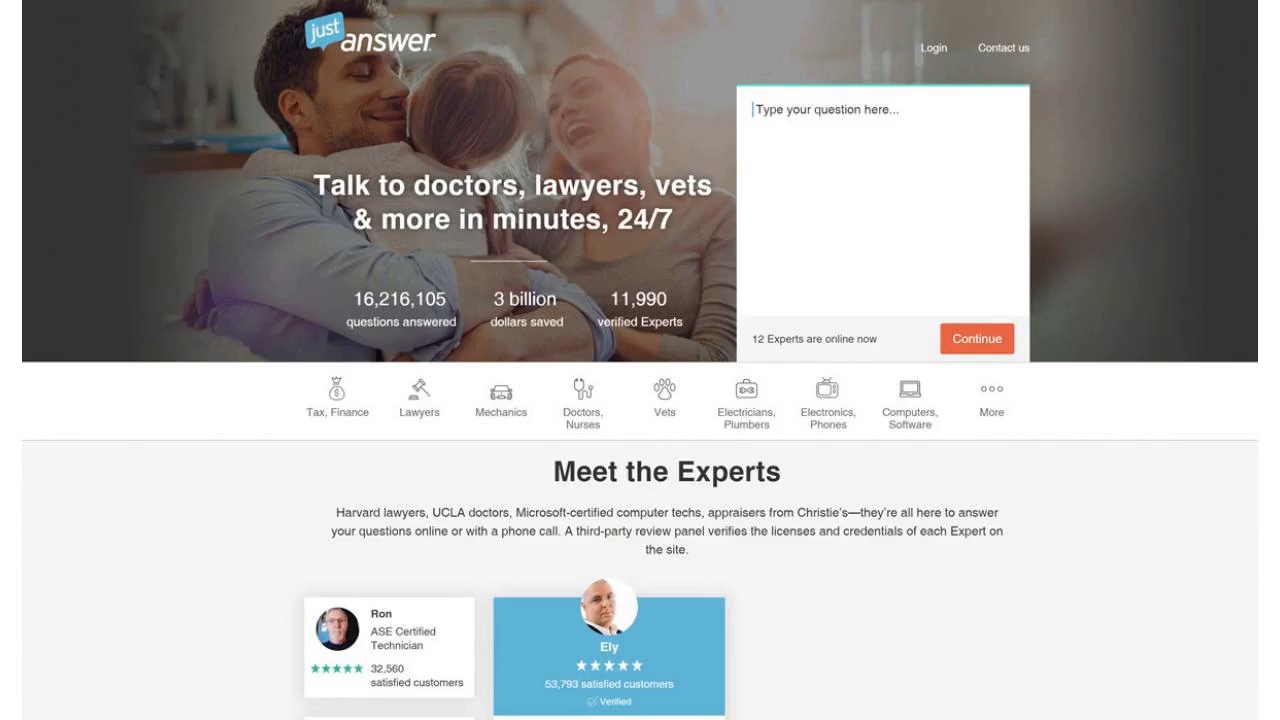 just
answer
Login
Contact us
Type your question here...
Talk to doctors, lawyers, vets
& more in minutes, 24/7
16,216,105
questions answered
3 billion
dollars saved
11,990
verified Experts
12 Experts are online now
Continue
Tax, Finance
Lawyers
Mechanics
Doctors,
Nurses
Vets
Electricians,
Plumbers
Electronics,
Phones
Computers,
Software
More
Meet the Experts
Harvard lawyers, UCLA doctors, Microsoft-certified computer techs, appraisers from Christie's—they're all here to answer
your questions online or with a phone call. A third-party review panel verifies the licenses and credentials of each Expert on
the site.
Ron
ASE Certified
Technician
32,560
satisfied customers
Ely
53,793 satisfied customers
Verified